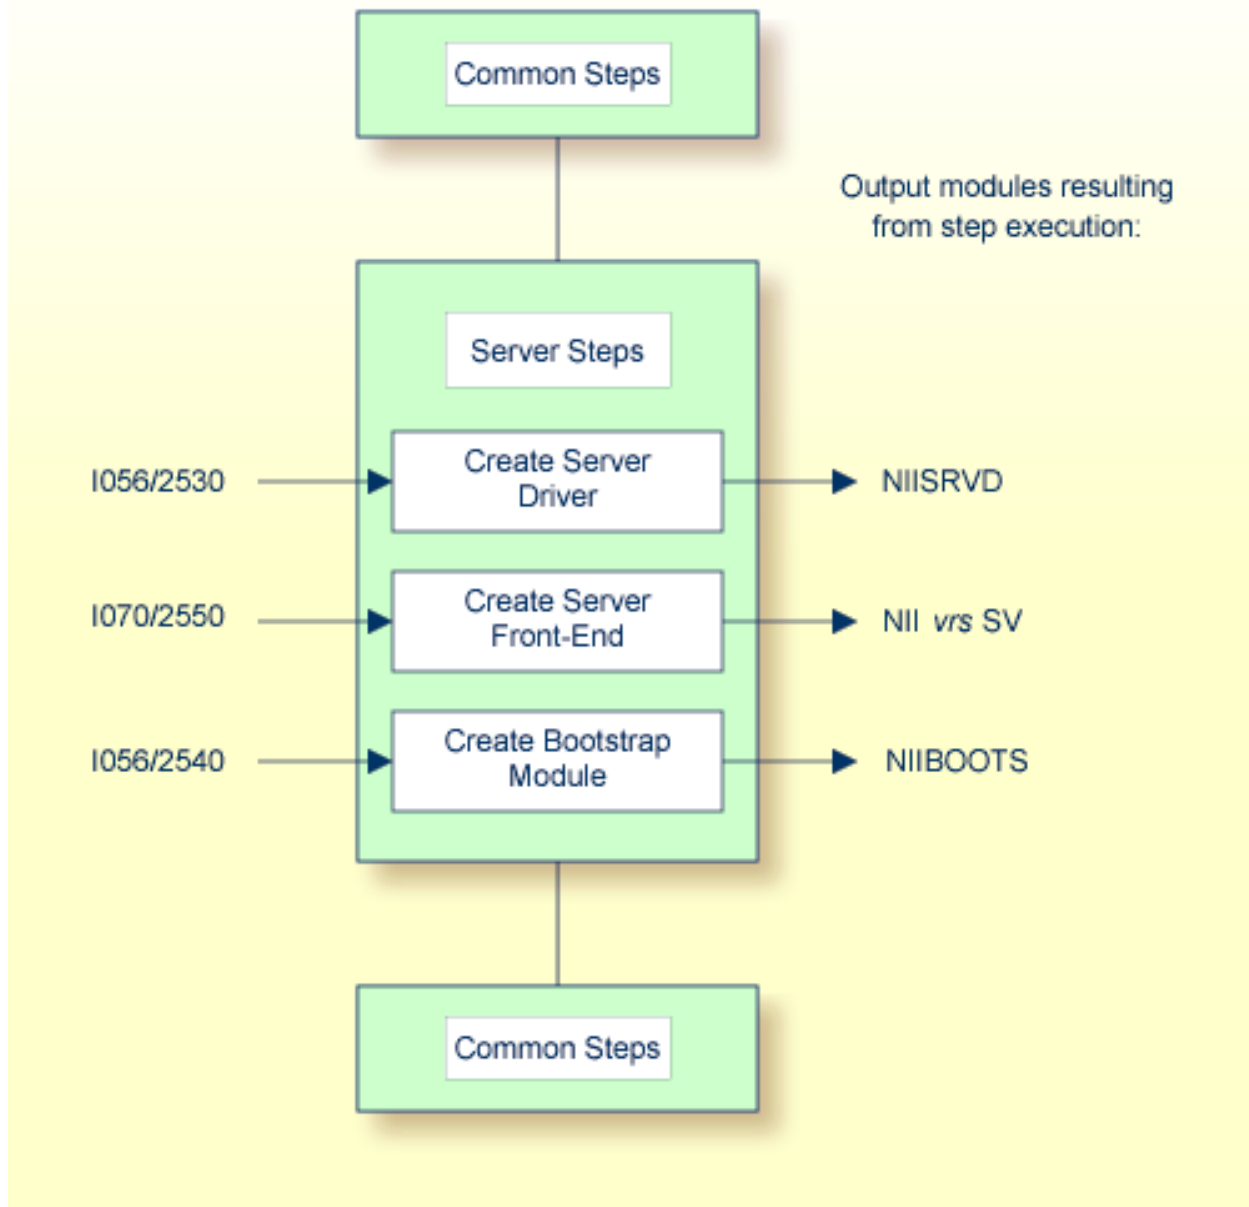 Common Steps
Output modules resulting
from step execution:
Server Steps
I056/2530
Create Server
Driver
NIISRVD
I070/2550
Create Server
Front-End
NII vrs SV
I056/2540
Create Bootstrap
Module
NIIBOOTS
Common Steps